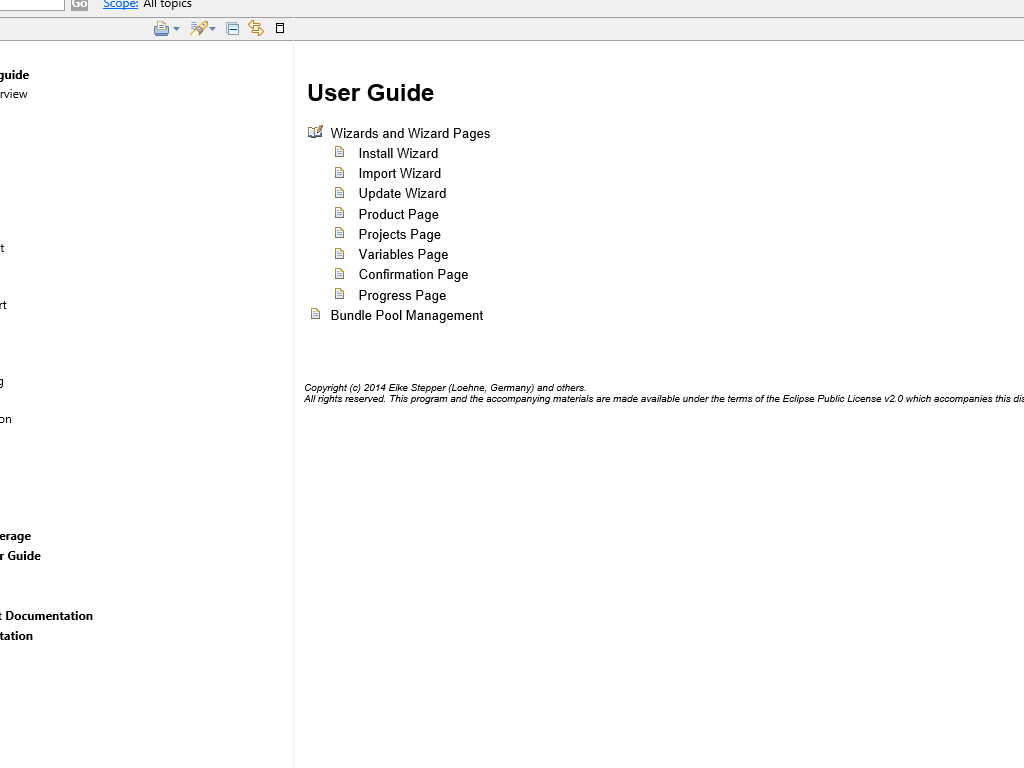 Go Scope: All topics
guide
rview
t
rt
g
on
erage
r Guide
t Documentation
tation
User Guide
Wizards and Wizard Pages
Install Wizard
Import Wizard
Update Wizard
Product Page
Projects Page
Variables Page
Confirmation Page
Progress Page
Bundle Pool Management
Copyright (c) 2014 Eike Stepper (Loehne, Germany) and others.
All rights reserved. This program and the accompanying materials are made available under the terms of the Eclipse Public License v2.0 which accompanies this dis